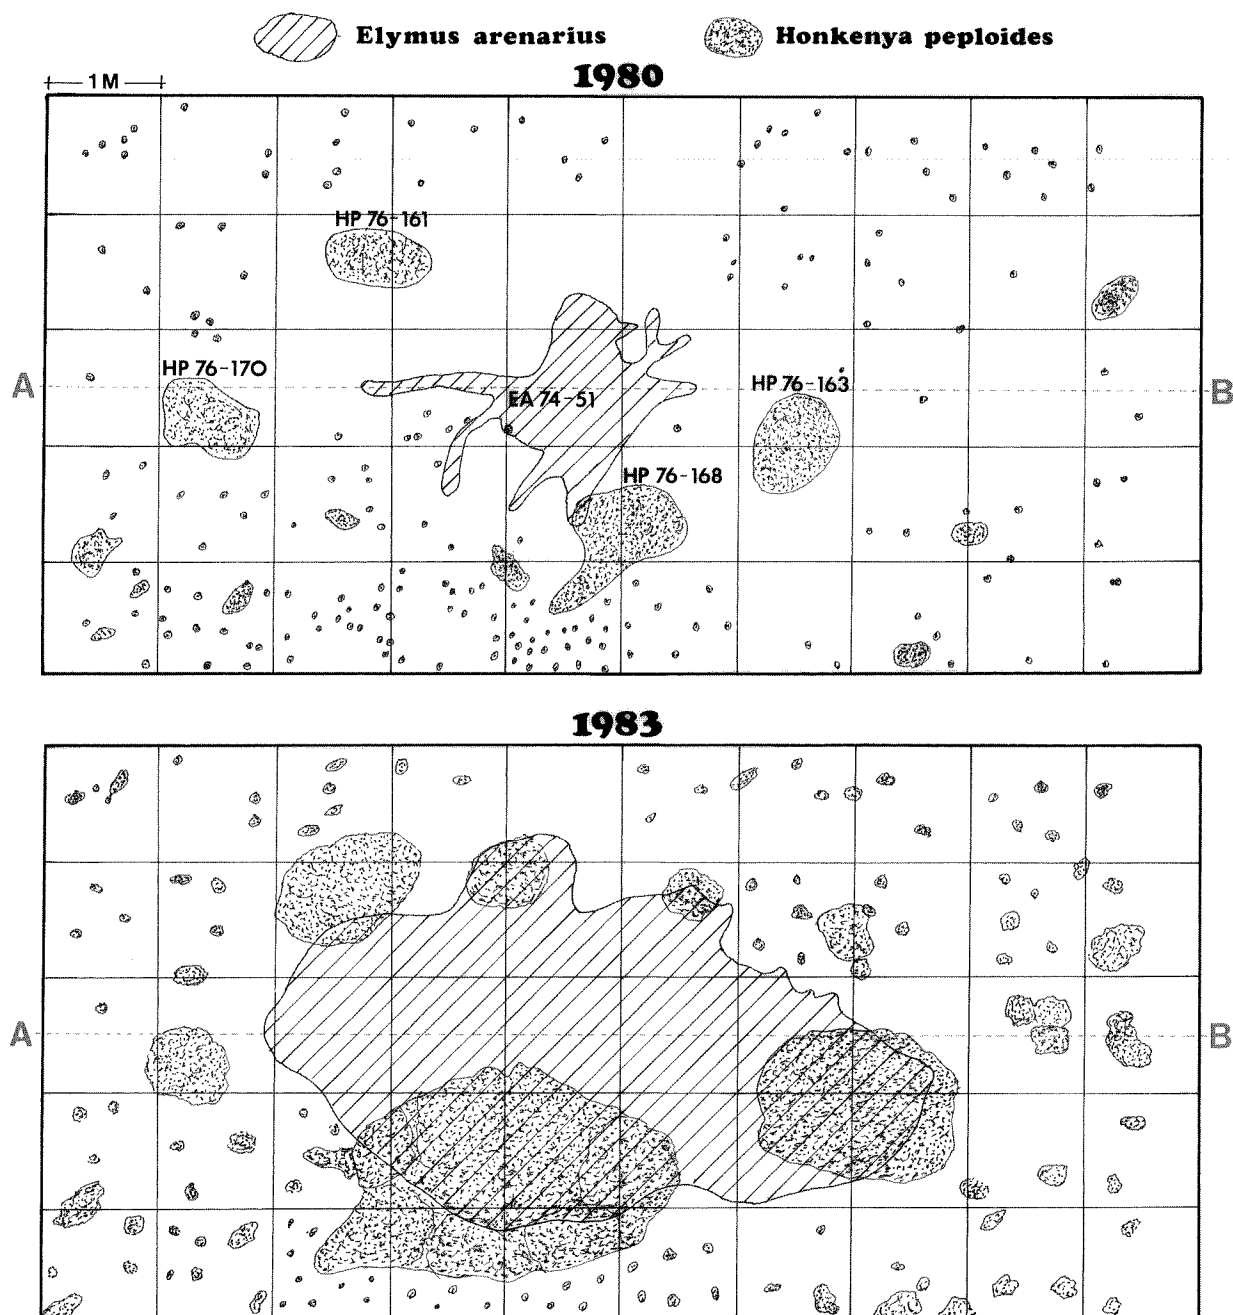 Elymus arenarius Honkenya peploides
1980
1M
HP 76-161
HP 76-170
A
EA 74-51
HP 76-163
B
HP 76-168
1983
A
B